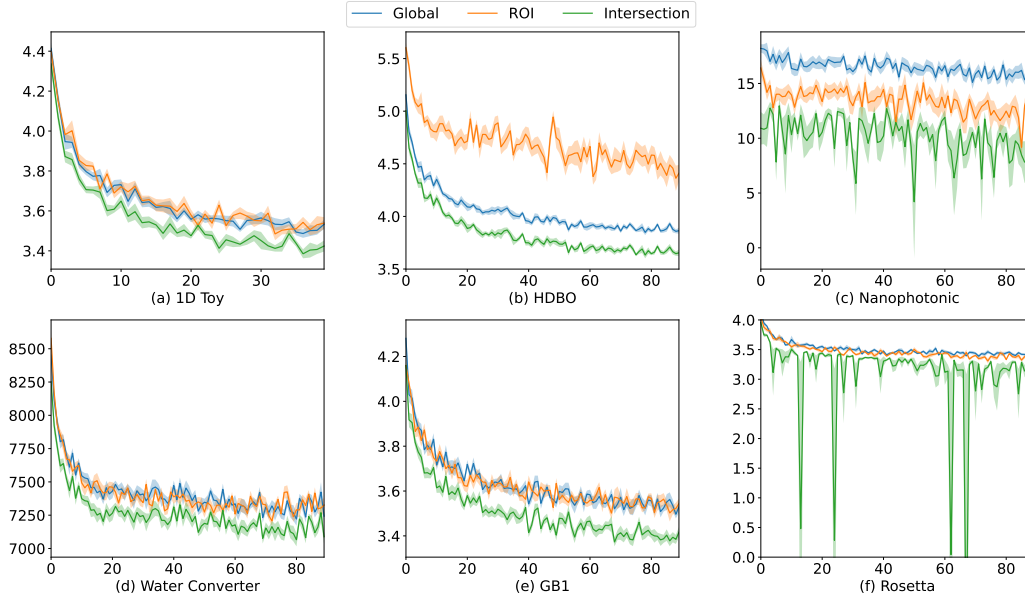 Global ROI Intersection
4.4
4.2
4.0
3.8
3.6
3.4
0 10 20 30
(a) 1D Toy
5.5
5.0
4.5
4.0
3.5
0 20 40 60 80
(b) HDBO
15
10
5
0
0 20 40 60 80
(c) Nanophotonic
8500
8250
8000
7750
7500
7250
7000
0 20 40 60 80
(d) Water Converter
4.2
4.0
3.8
3.6
3.4
0 20 40 60 80
(e) GB1
4.0
3.5
3.0
2.5
2.0
1.5
1.0
0.5
0.0
0 20 40 60 80
(f) Rosetta